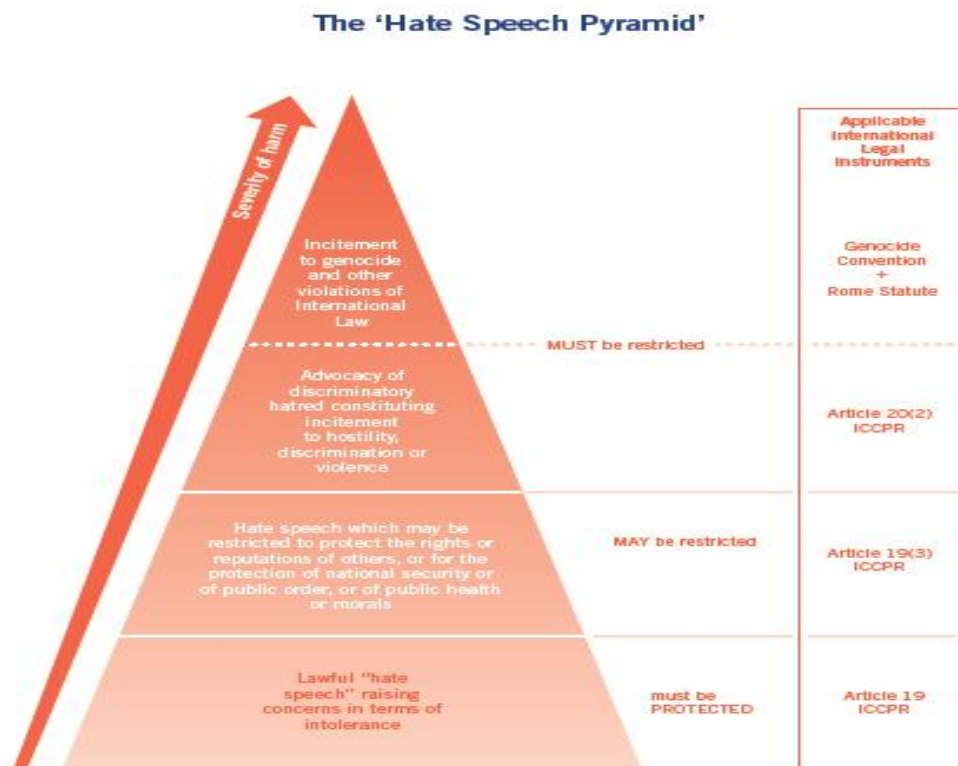 The ‘Hate Speech Pyramid’
Severity of harm
Applicable
International
Legal
Instruments
Incitement
to genocide
and other
violations of
International
Law
Genocide
Convention
+
Rome Statute
MUST be restricted
Advocacy of
discriminatory
hatred constituting
incitement
to hostility,
discrimination or
violence
Article 20(2)
ICCPR
Hate speech which may be
restricted to protect the rights or
reputations of others, or for the
protection of national security or
of public order, or of public health
or morals
MAY be restricted
Article 19(3)
ICCPR
Lawful "hate
speech" raising
concerns in terms of
intolerance
must be
PROTECTED
Article 19
ICCPR